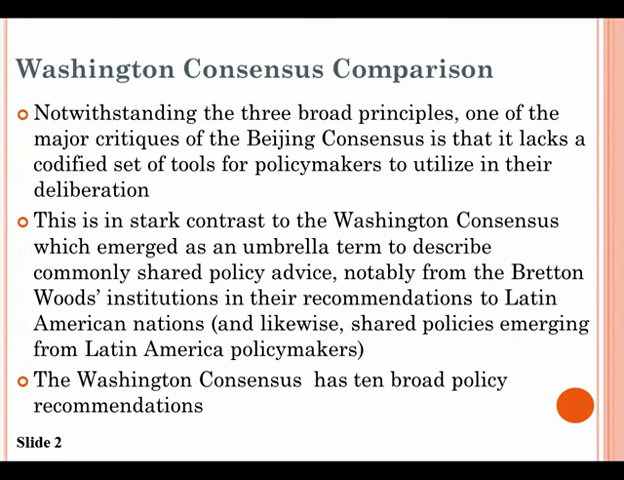 Washington Consensus Comparison
Notwithstanding the three broad principles, one of the
major critiques of the Beijing Consensus is that it lacks a
codified set of tools for policymakers to utilize in their
deliberation
This is in stark contrast to the Washington Consensus
which emerged as an umbrella term to describe
commonly shared policy advice, notably from the Bretton
Woods' institutions in their recommendations to Latin
American nations (and likewise, shared policies emerging
from Latin America policymakers)
The Washington Consensus  has ten broad policy
recommendations
Slide 2